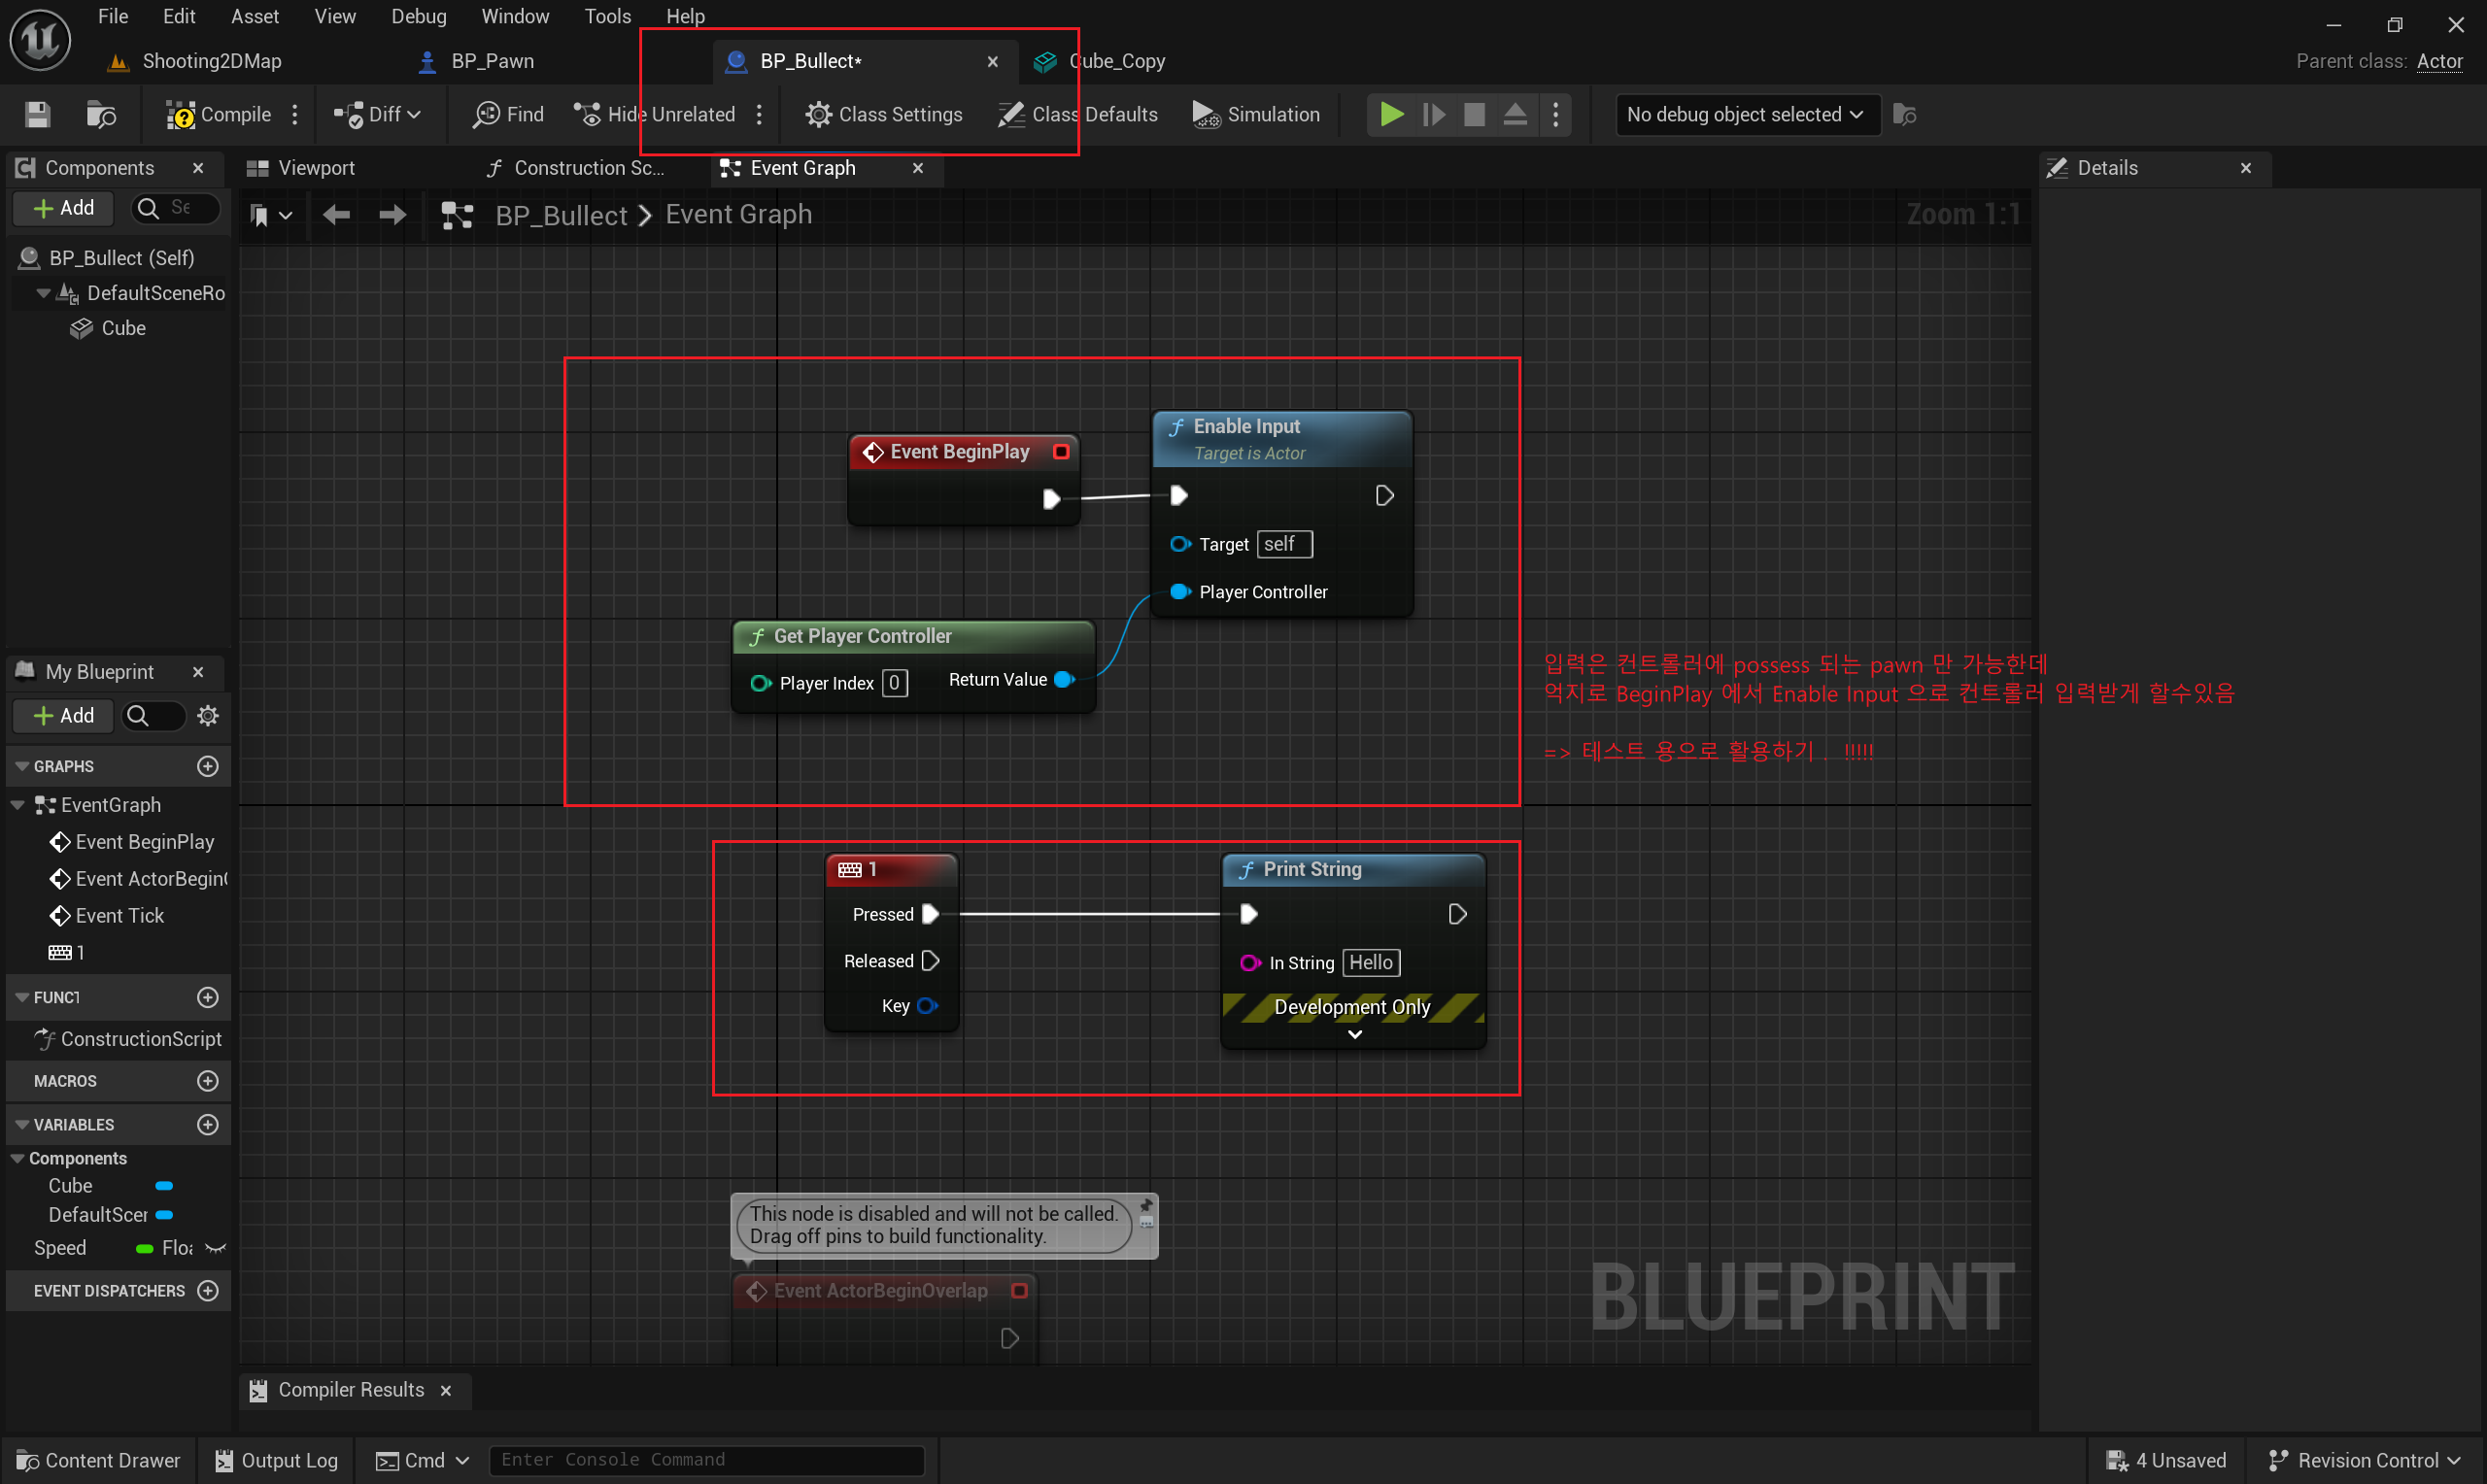 File Edit Asset View Debug Window Tools Help
Shooting2DMap BP_Pawn BP_Bullect* Cube_Copy Parent class: Actor
Compile Diff Find Hide Unrelated Class Settings Class Defaults Simulation No debug object selected
Components Viewport Construction Sc... Event Graph Details
Add Se BP_Bullect Event Graph Zoom 1:1
BP_Bullect (Self)
DefaultSceneRo
Cube
Enable Input
Target is Actor
Event BeginPlay
Target self
Player Controller
Get Player Controller
Player Index 0 Return Value
입력은 컨트롤러에 possess 되는 pawn 만 가능한데
억지로 BeginPlay 에서 Enable Input 으로 컨트롤러 입력받게 할수있음
=> 테스트 용으로 활용하기 . !!!!!
My Blueprint
Add
GRAPHS
EventGraph
Event BeginPlay
Event ActorBegin
Event Tick
1
FUNCT
ConstructionScript
MACROS
VARIABLES
Components
Cube
DefaultScer
Speed Floa
EVENT DISPATCHERS
1
Pressed
Released
Key
Print String
In String Hello
Development Only
This node is disabled and will not be called.
Drag off pins to build functionality.
Event ActorBeginOverlap
BLUEPRINT
Compiler Results
Content Drawer Output Log Cmd Enter Console Command 4 Unsaved Revision Control